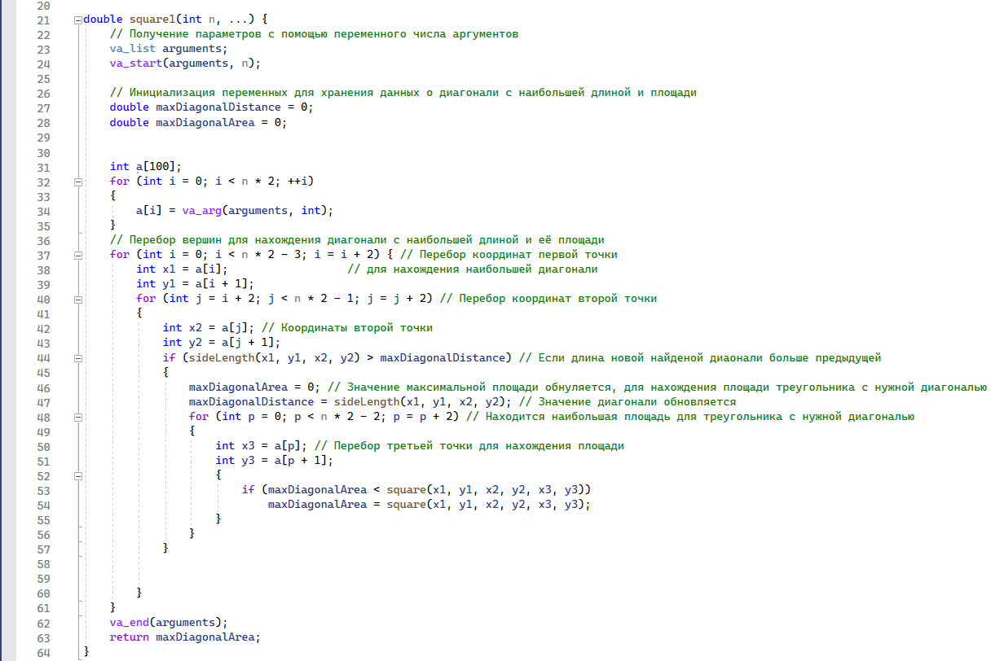 20
21 double square1(int n, ...) {
22 // Получение параметров с помощью переменного числа аргументов
23 va_list arguments;
24 va_start(arguments, n);
25
26 // Инициализация переменных для хранения данных о диагонали с наибольшей длиной и площади
27 double maxDiagonalDistance = 0;
28 double maxDiagonalArea = 0;
29
30
31 int a[100];
32 for (int i = 0; i < n * 2; ++i)
33 {
34 a[i] = va_arg(arguments, int);
35 }
36 // Перебор вершин для нахождения диагонали с наибольшей длиной и её площади
37 for (int i = 0; i < n * 2 - 3; i = i + 2) { // Перебор координат первой точки
38 int x1 = a[i]; // для нахождения наибольшей диагонали
39 int y1 = a[i + 1];
40 for (int j = i + 2; j < n * 2 - 1; j = j + 2) // Перебор координат второй точки
41 {
42 int x2 = a[j]; // Координаты второй точки
43 int y2 = a[j + 1];
44 if (sideLength(x1, y1, x2, y2) > maxDiagonalDistance) // Если длина новой найденой диаонали больше предыдущей
45 {
46 maxDiagonalArea = 0; // Значение максимальной площади обнуляется, для нахождения площади треугольника с нужной диагональю
47 maxDiagonalDistance = sideLength(x1, y1, x2, y2); // Значение диагонали обновляется
48 for (int p = 0; p < n * 2 - 2; p = p + 2) // Находится наибольшая площадь для треугольника с нужной диагональю
49 {
50 int x3 = a[p]; // Перебор третьей точки для нахождения площади
51 int y3 = a[p + 1];
52 {
53 if (maxDiagonalArea < square(x1, y1, x2, y2, x3, y3))
54 maxDiagonalArea = square(x1, y1, x2, y2, x3, y3);
55 }
56 }
57 }
58
59
60 }
61 }
62 va_end(arguments);
63 return maxDiagonalArea;
64 }